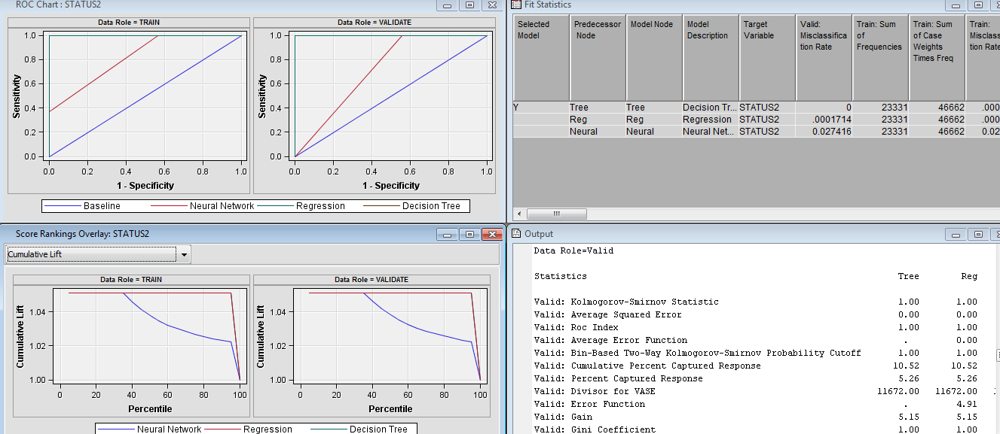 ROC Chart : STATUS2
Data Role = TRAIN
Data Role = VALIDATE
Sensitivity
1.0
0.8
0.6
0.4
0.2
0.0
0.0 0.2 0.4 0.6 0.8 1.0
1 - Specificity
Sensitivity
1.0
0.8
0.6
0.4
0.2
0.0
0.0 0.2 0.4 0.6 0.8 1.0
1 - Specificity
Baseline Neural Network Regression Decision Tree
Fit Statistics
Selected Model
Predecessor Node
Model Node
Model Description
Target Variable
Valid: Misclassification Rate
Train: Sum of Frequencies
Train: Sum of Case Weights Times Freq
Train: Misclass tion Rate
Y Tree Tree Decision Tr... STATUS2 0 23331 46662 .000
Reg Reg Regression STATUS2 .0001714 23331 46662 .000
Neural Neural Neural Net... STATUS2 0.027416 23331 46662 0.02
Score Rankings Overlay: STATUS2
Cumulative Lift
Data Role = TRAIN
Data Role = VALIDATE
Cumulative Lift
1.04
1.02
1.00
0 20 40 60 80 100
Percentile
Cumulative Lift
1.04
1.02
1.00
0 20 40 60 80 100
Percentile
Neural Network Regression Decision Tree
Output
Data Role=Valid
Statistics Tree Reg
Valid: Kolmogorov-Smirnov Statistic 1.00 1.00
Valid: Average Squared Error 0.00 0.00
Valid: Roc Index 1.00 1.00
Valid: Average Error Function . 0.00
Valid: Bin-Based Two-Way Kolmogorov-Smirnov Probability Cutoff 1.00 1.00
Valid: Cumulative Percent Captured Response 10.52 10.52
Valid: Percent Captured Response 5.26 5.26
Valid: Divisor for VASE 11672.00 11672.00
Valid: Error Function . 4.91
Valid: Gain 5.15 5.15
Valid: Gini Coefficient 1.00 1.00